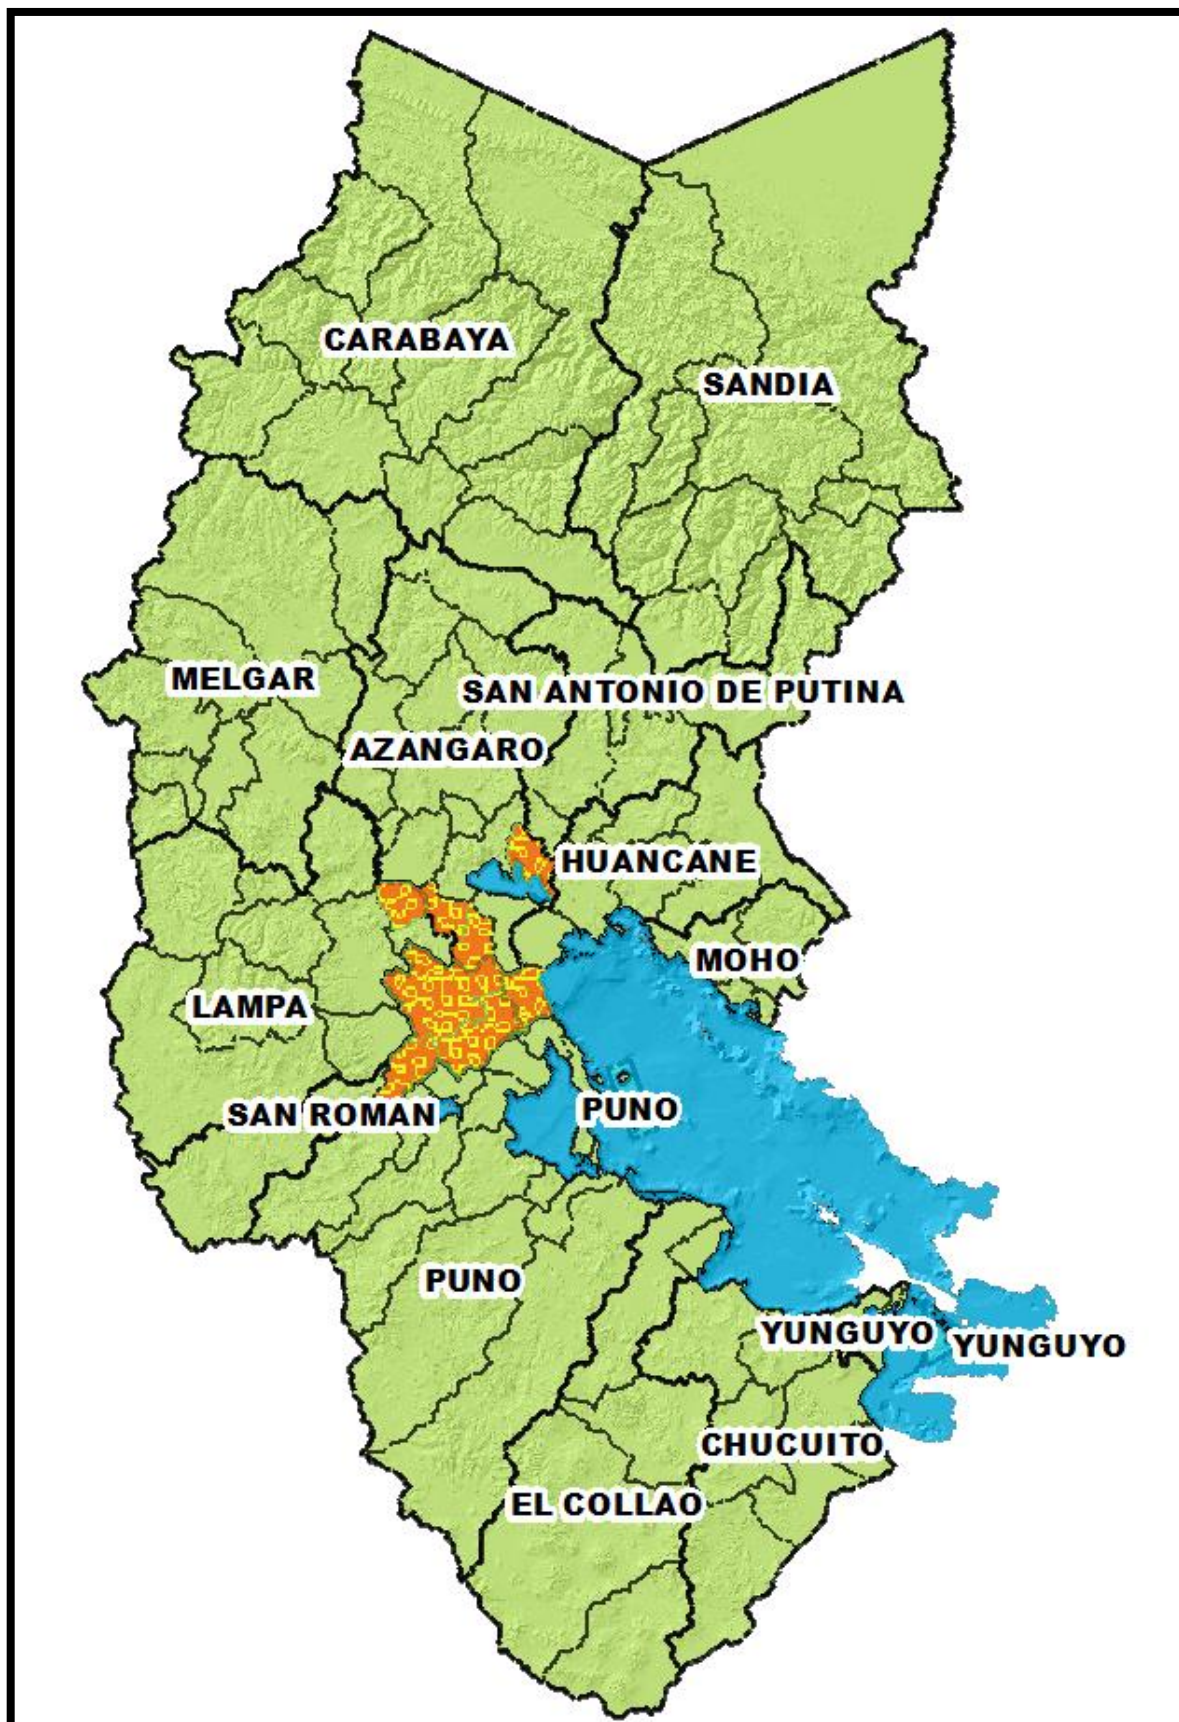 CARABAYA
SANDIA
MELGAR
SAN ANTONIO DE PUTINA
AZANGARO
HUANCANE
MOHO
LAMPA
SAN ROMAN
PUNO
PUNO
YUNGUYO
YUNGUYO
CHUCUITO
EL COLLAO